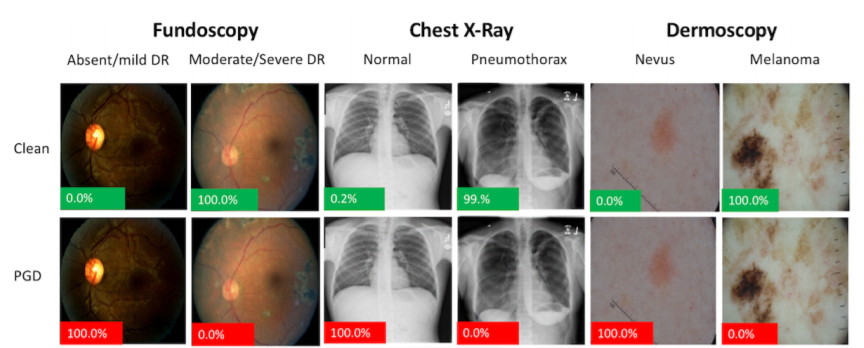 Fundoscopy Chest X-Ray Dermoscopy
Absent/mild DR Moderate/Severe DR Normal Pneumothorax Nevus Melanoma
Clean
0.0% 100.0% 0.2% 99.% 0.0% 100.0%
PGD
100.0% 0.0% 100.0% 0.0% 100.0% 0.0%